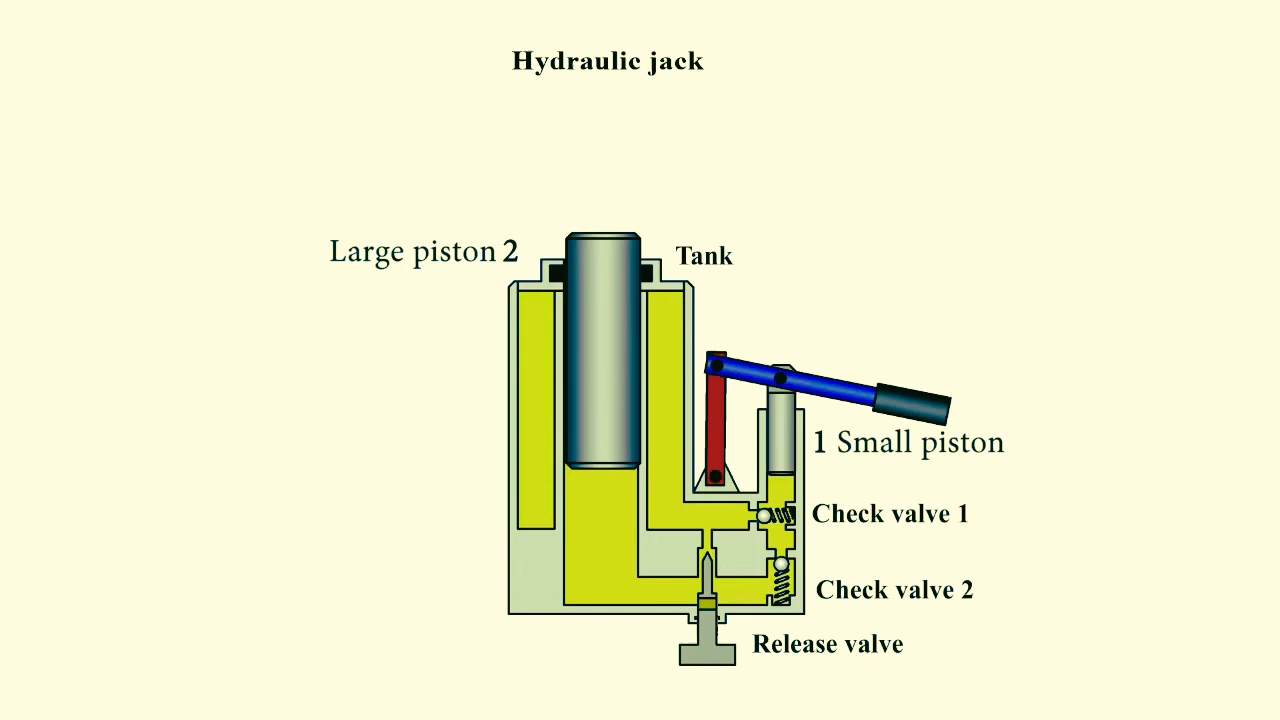 Hydraulic jack
Large piston 2
Tank
1 Small piston
Check valve 1
Check valve 2
Release valve